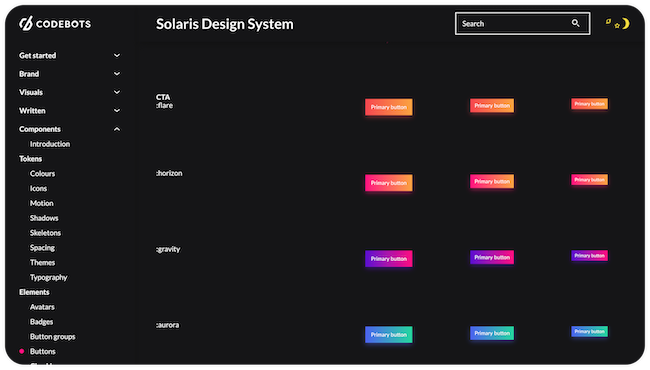 CODEBOTS
Solaris Design System
Search
Get started
Brand
Visuals
Written
Components
Introduction
Tokens
Colours
Icons
Motion
Shadows
Skeletons
Spacing
Themes
Typography
Elements
Avatars
Badges
Button groups
Buttons
CTA
:flare
Primary button
Primary button
Primary button
:horizon
Primary button
Primary button
Primary button
:gravity
Primary button
Primary button
Primary button
:aurora
Primary button
Primary button
Primary button